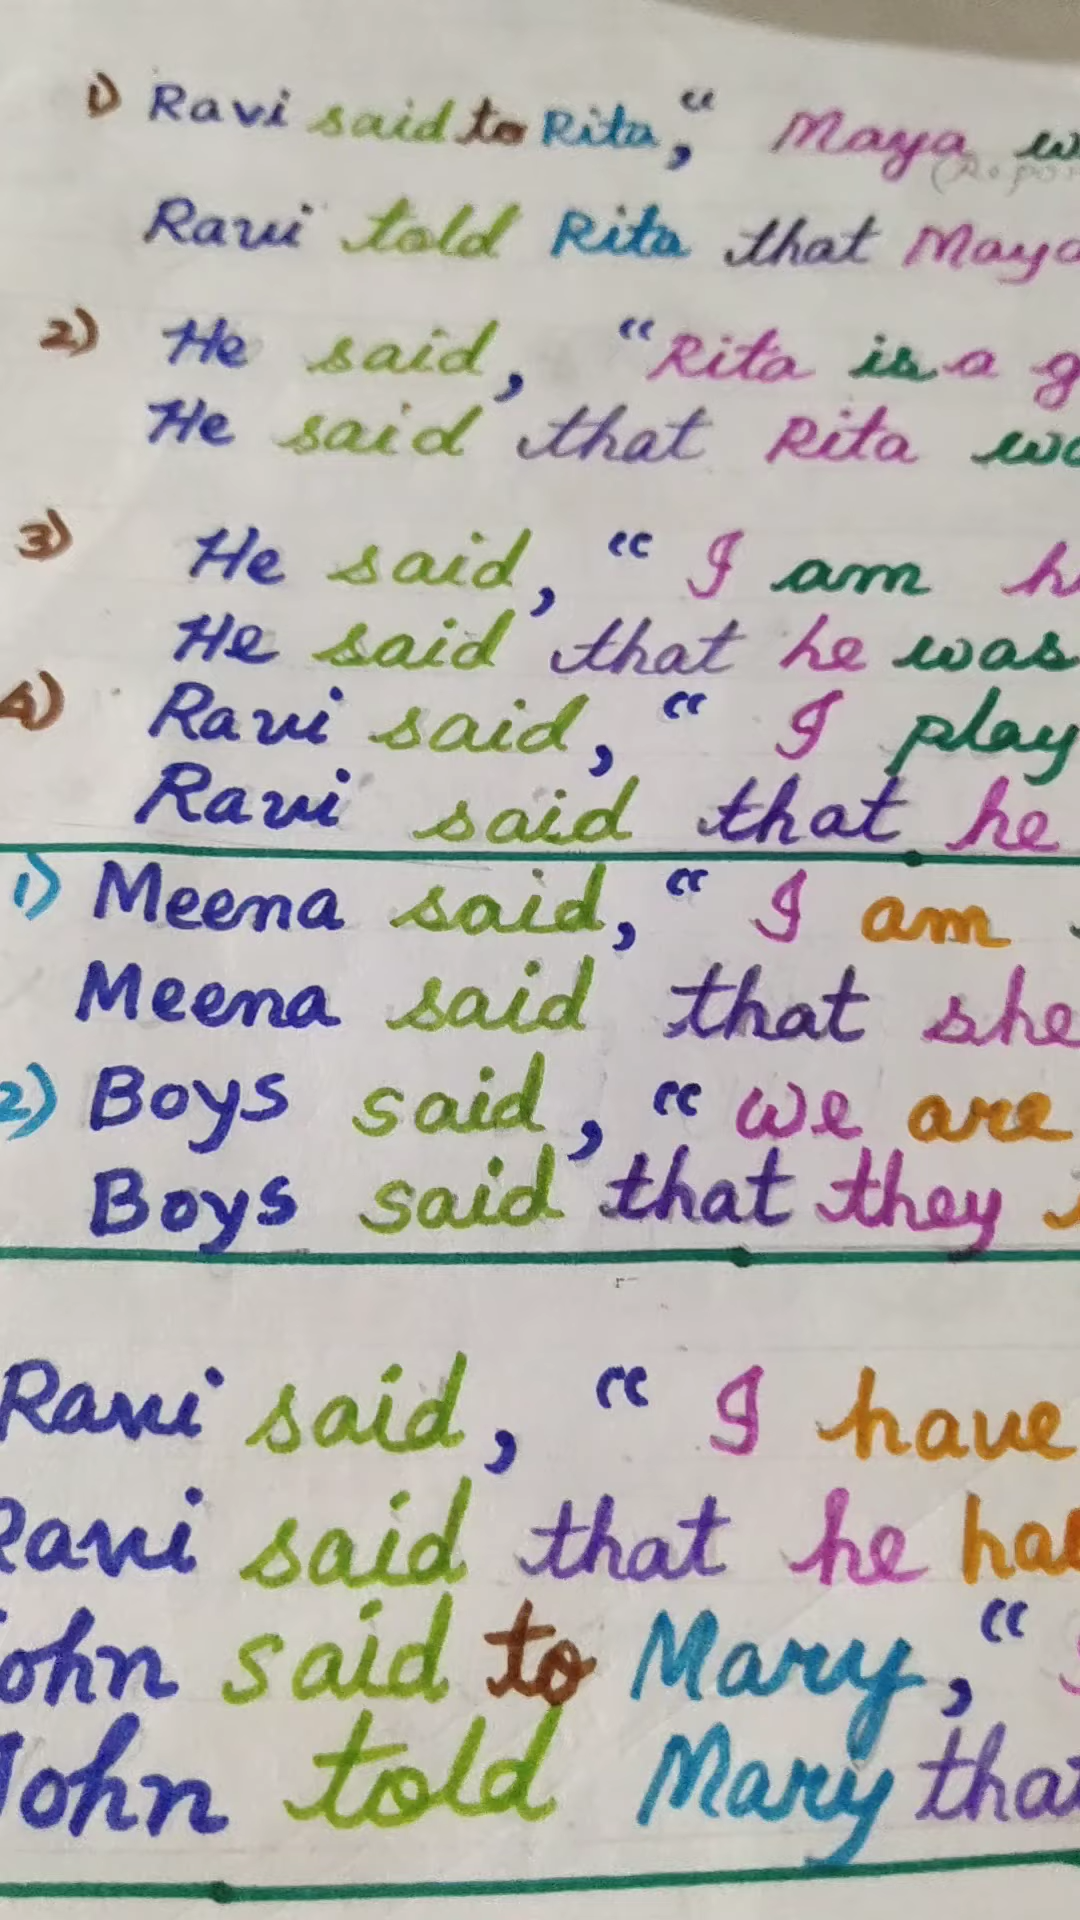 1) Ravi said to Rita, " Maya
Ravi told Rita that Maya
2) He said, "Rita is a
He said that Rita
3) He said, " I am
He said that he was
4) Ravi said, " I play
Ravi said that he
1) Meena said, " I am
Meena said that she
2) Boys said, " we are
Boys said that they
Ravi said, " I have
Ravi said that he
John said to Mary, "
John told Mary that